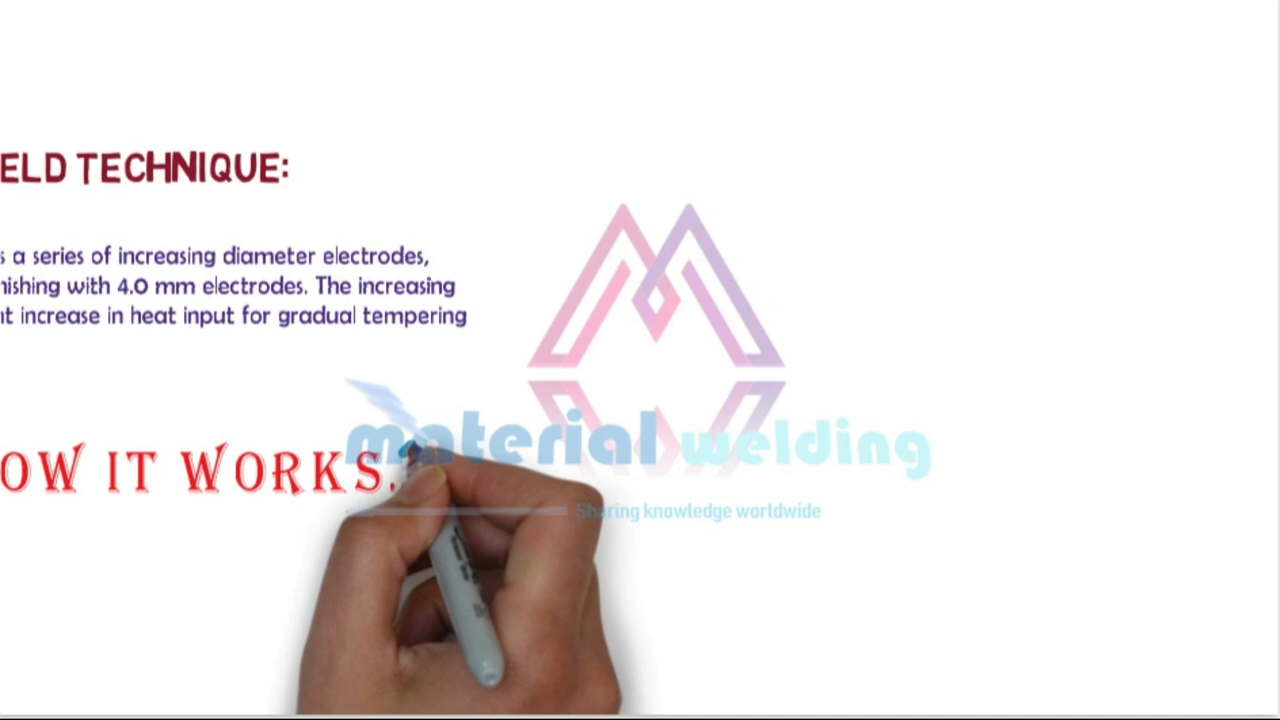 ELD TECHNIQUE:
s a series of increasing diameter electrodes,
nishing with 4.0 mm electrodes. The increasing
nt increase in heat input for gradual tempering
OW IT WORKS.
material welding
Sharing knowledge worldwide